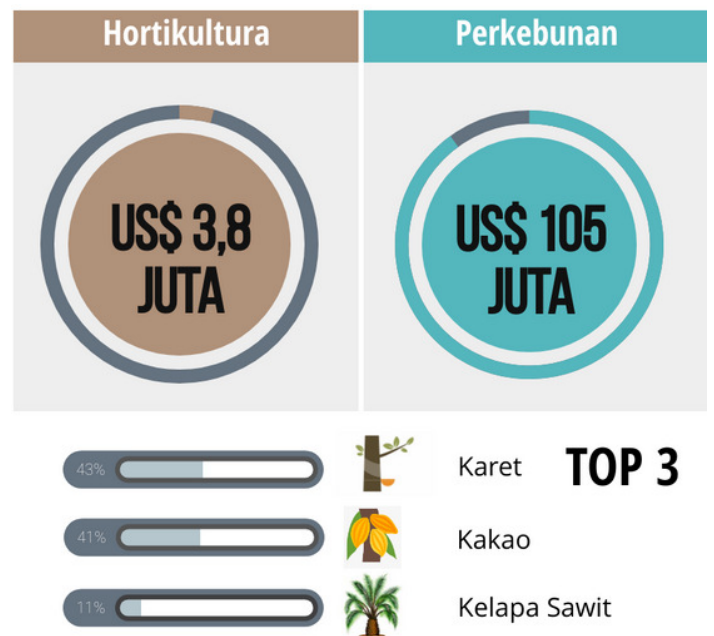 Hortikultura
Perkebunan
US$ 3,8
JUTA
US$ 105
JUTA
43%
Karet
TOP 3
41%
Kakao
11%
Kelapa Sawit